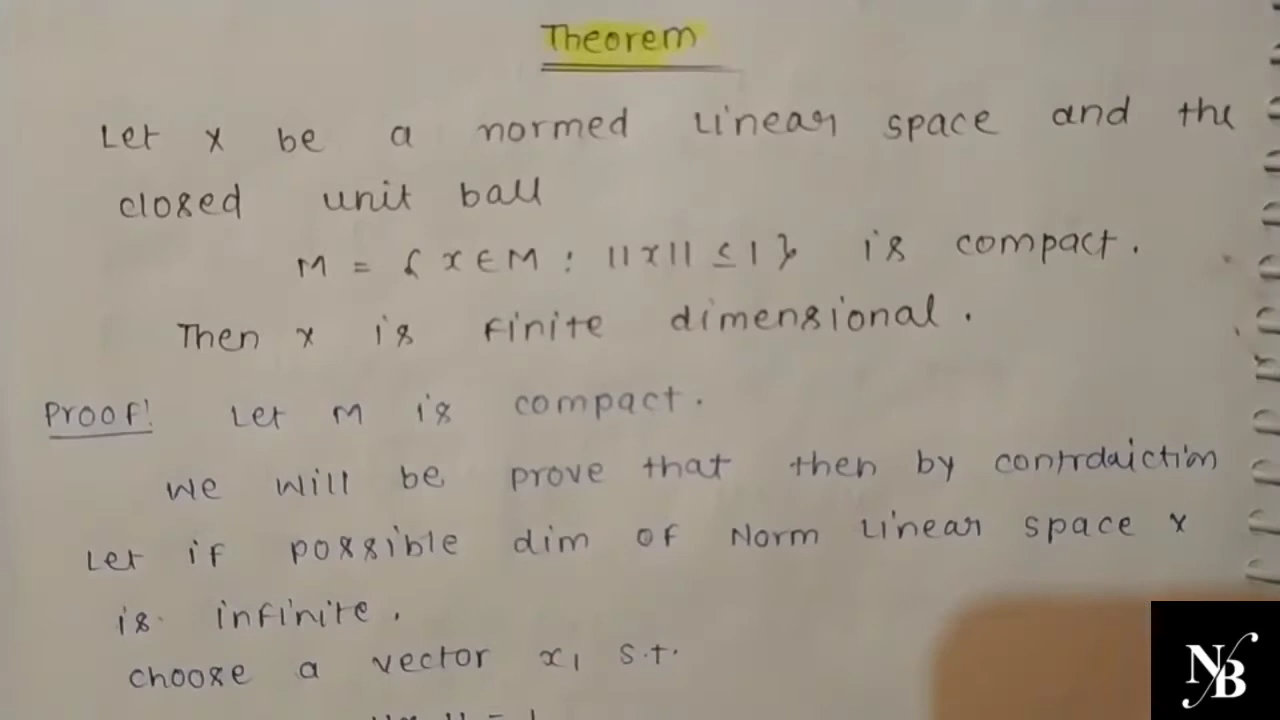 Theorem
Let X be a normed linear space and the
closed unit ball
M = { x ∈ M : ||x|| ≤ 1 } is compact.
Then X is finite dimensional.
Proof! Let M is compact.
We will be prove that then by contrdaiction
Let if possible dim of Norm linear space X
is infinite.
choose a vector x₁ s.t.
NB